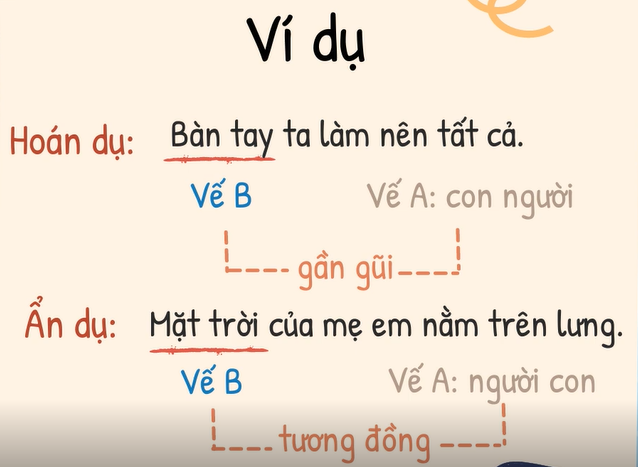 Ví dụ
Hoán dụ: Bàn tay ta làm nên tất cả.
Vế B Vế A: con người
gần gũi
Ẩn dụ: Mặt trời của mẹ em nằm trên lưng.
Vế B Vế A: người con
tương đồng